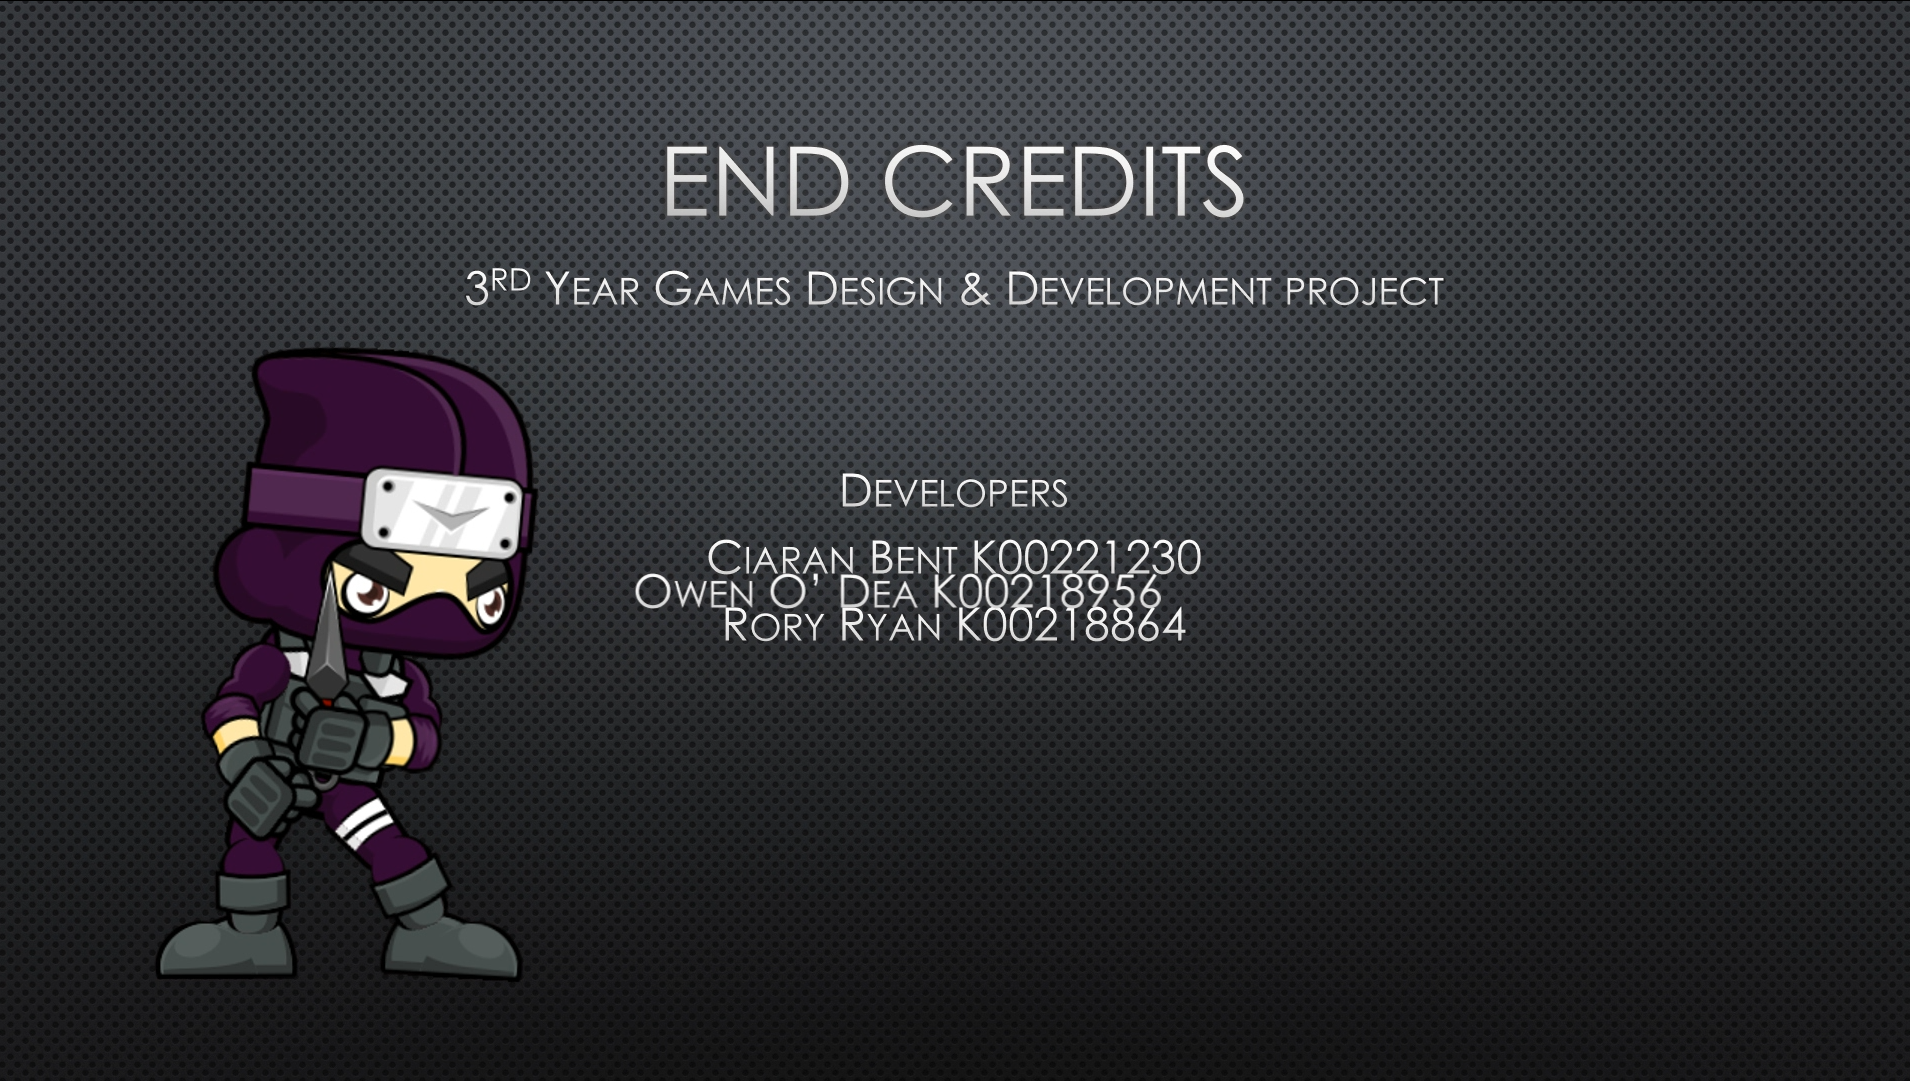 END CREDITS
3RD YEAR GAMES DESIGN & DEVELOPMENT PROJECT
DEVELOPERS
CIARAN BENT K00221230
OWEN O' DEA K00218956
RORY RYAN K00218864